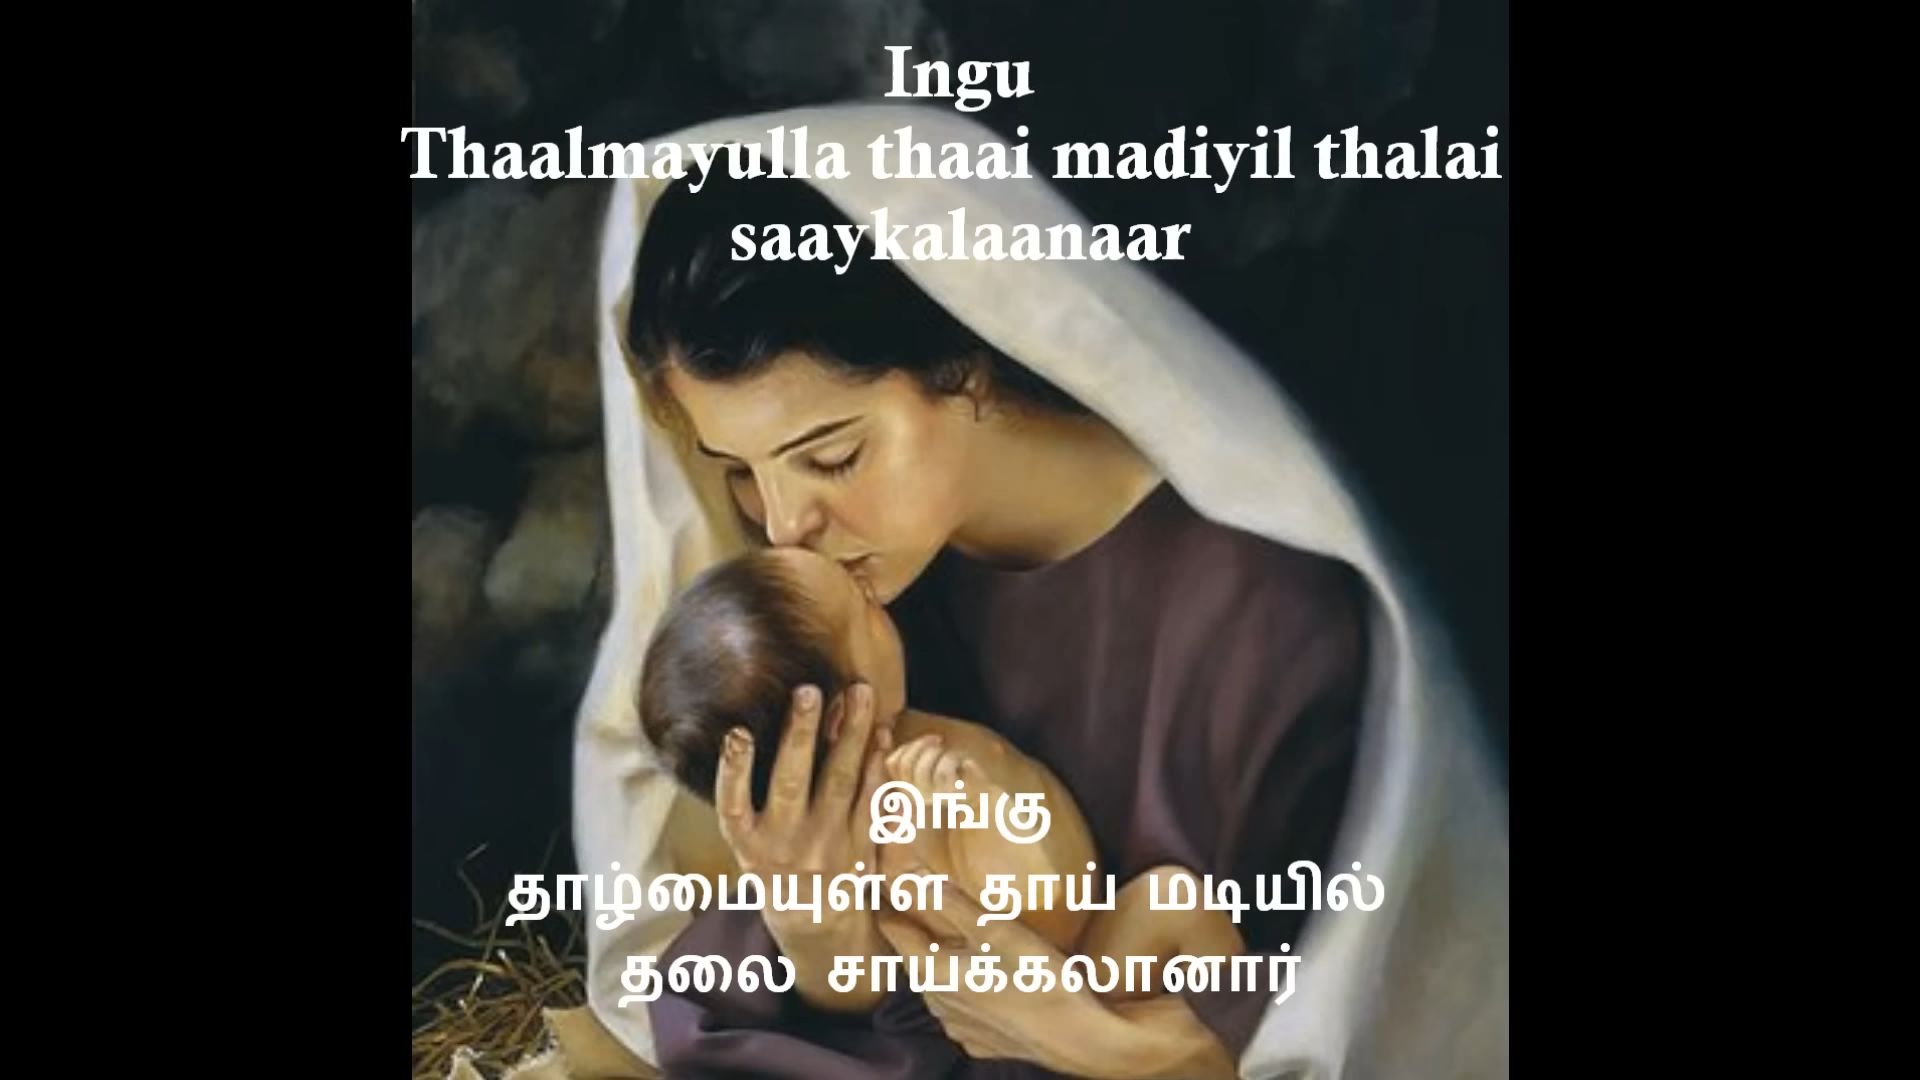 Ingu
Thaalmayulla thaai madiyil thalai
saaykalaanaar
இங்கு
தாழ்மையுள்ள தாய் மடியில்
தலை சாய்க்கலானார்